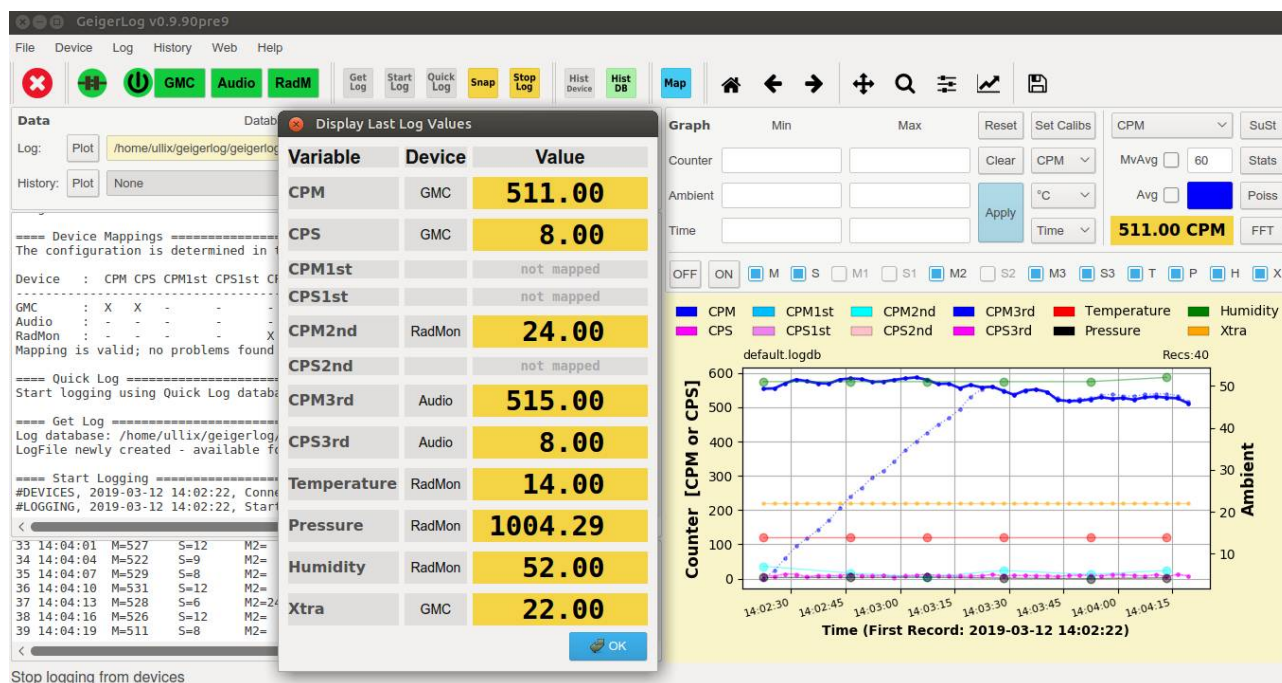 GeigerLog v0.9.90pre9
File Device Log History Web Help
GMC Audio RadM Get Log Start Log Quick Log Snap Stop Log Hist Device Hist DB Map
Data
Log: Plot /home/ullix/geigerlog/geigerlog
History: Plot None
==== Device Mappings ================
The configuration is determined in
Device : CPM CPS CPM1st CPS1st
GMC : X X - -
Audio : - - - -
RadMon : - - - - X
Mapping is valid; no problems found
==== Quick Log ================
Start logging using Quick Log
==== Get Log ================
Log database: /home/ullix/geigerlog/
LogFile newly created - available
==== Start Logging ================
#DEVICES, 2019-03-12 14:02:22,
#LOGGING, 2019-03-12 14:02:22,
33 14:04:01 M=527 S=12 M2=
34 14:04:04 M=522 S=9 M2=
35 14:04:07 M=529 S=8 M2=
36 14:04:10 M=531 S=12 M2=
37 14:04:13 M=528 S=6 M2=24
38 14:04:16 M=526 S=12 M2=
39 14:04:19 M=511 S=8 M2=
Stop logging from devices
Display Last Log Values
Variable Device Value
CPM GMC 511.00
CPS GMC 8.00
CPM1st not mapped
CPS1st not mapped
CPM2nd RadMon 24.00
CPS2nd not mapped
CPM3rd Audio 515.00
CPS3rd Audio 8.00
Temperature RadMon 14.00
Pressure RadMon 1004.29
Humidity RadMon 52.00
Xtra GMC 22.00
OK
Graph Min Max Reset Set Calibs CPM SuSt
Counter Clear CPM MvAvg 60 Stats
Ambient Apply °C Avg Poiss
Time Time 511.00 CPM FFT
OFF ON M S M1 S1 M2 S2 M3 S3 T P H X
CPM CPM1st CPM2nd CPM3rd Temperature Humidity
CPS CPS1st CPS2nd CPS3rd Pressure Xtra
default.logdb Recs:40
Counter [CPM or CPS]
600
500
400
300
200
100
0
50
40
30
20
10
Ambient
14:02:30 14:02:45 14:03:00 14:03:15 14:03:30 14:03:45 14:04:00 14:04:15
Time (First Record: 2019-03-12 14:02:22)